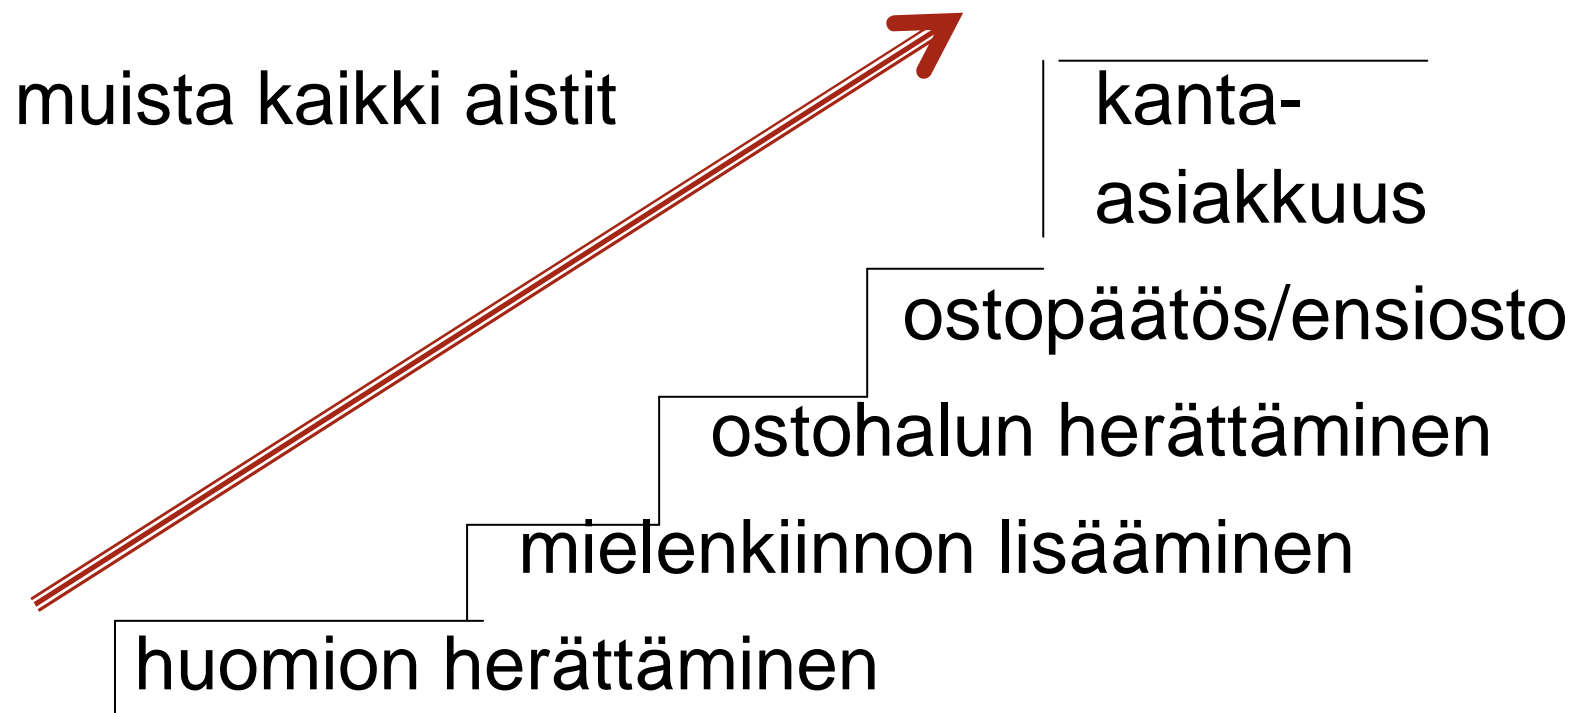 muista kaikki aistit
kanta-
asiakkuus
ostopäätös/ensiosto
ostohalun herättäminen
mielenkiinnon lisääminen
huomion herättäminen